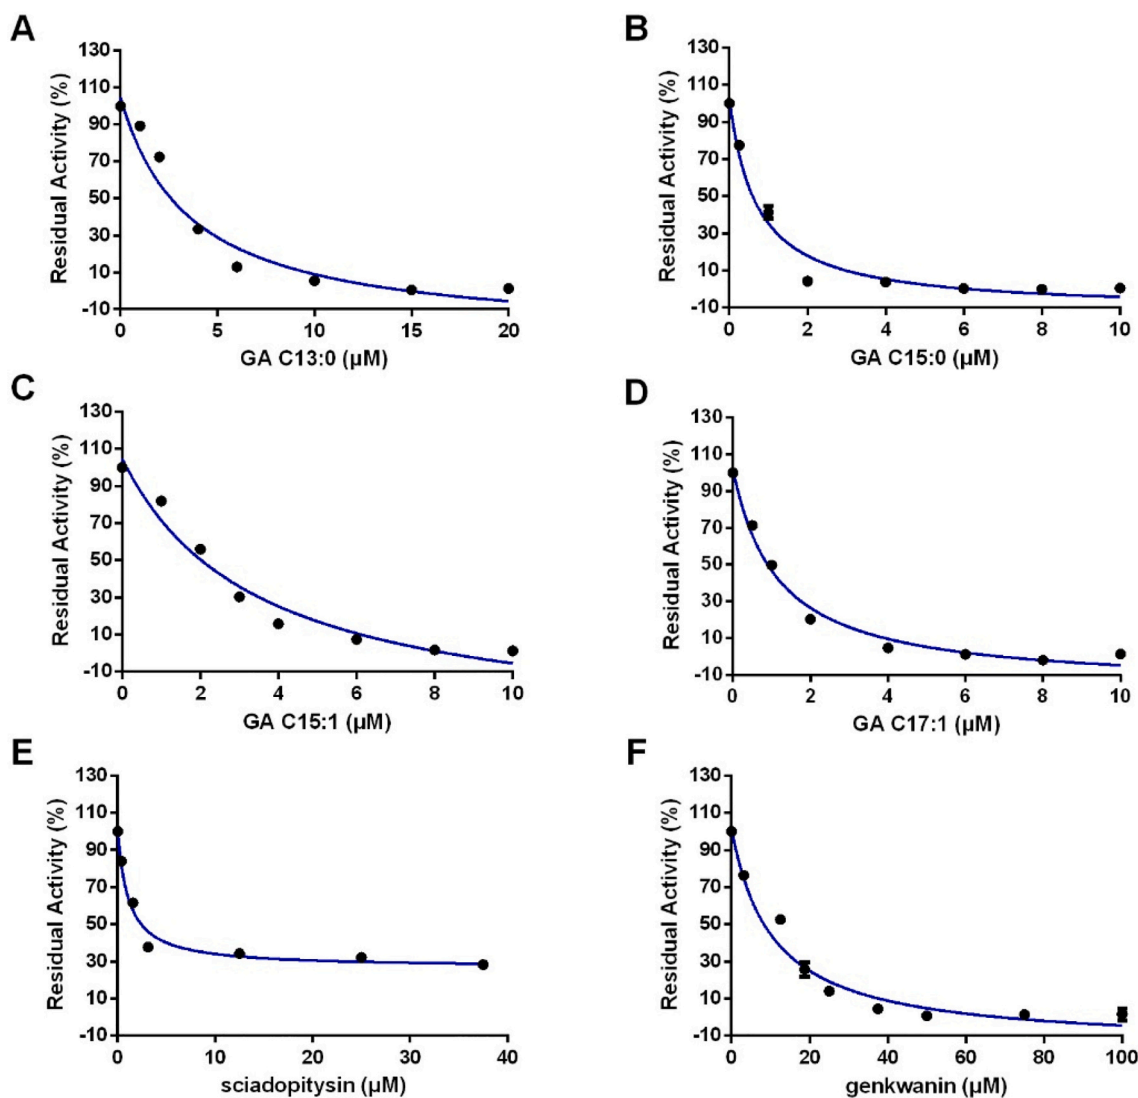 A
Residual Activity (%)
130
110
90
70
50
30
10
-10
0 5 10 15 20
GA C13:0 (µM)
B
Residual Activity (%)
130
110
90
70
50
30
10
-10
0 2 4 6 8 10
GA C15:0 (µM)
C
Residual Activity (%)
130
110
90
70
50
30
10
-10
0 2 4 6 8 10
GA C15:1 (µM)
D
Residual Activity (%)
130
110
90
70
50
30
10
-10
0 2 4 6 8 10
GA C17:1 (µM)
E
Residual Activity (%)
130
110
90
70
50
30
10
-10
0 10 20 30 40
sciadopitysin (µM)
F
Residual Activity (%)
130
110
90
70
50
30
10
-10
0 20 40 60 80 100
genkwanin (µM)